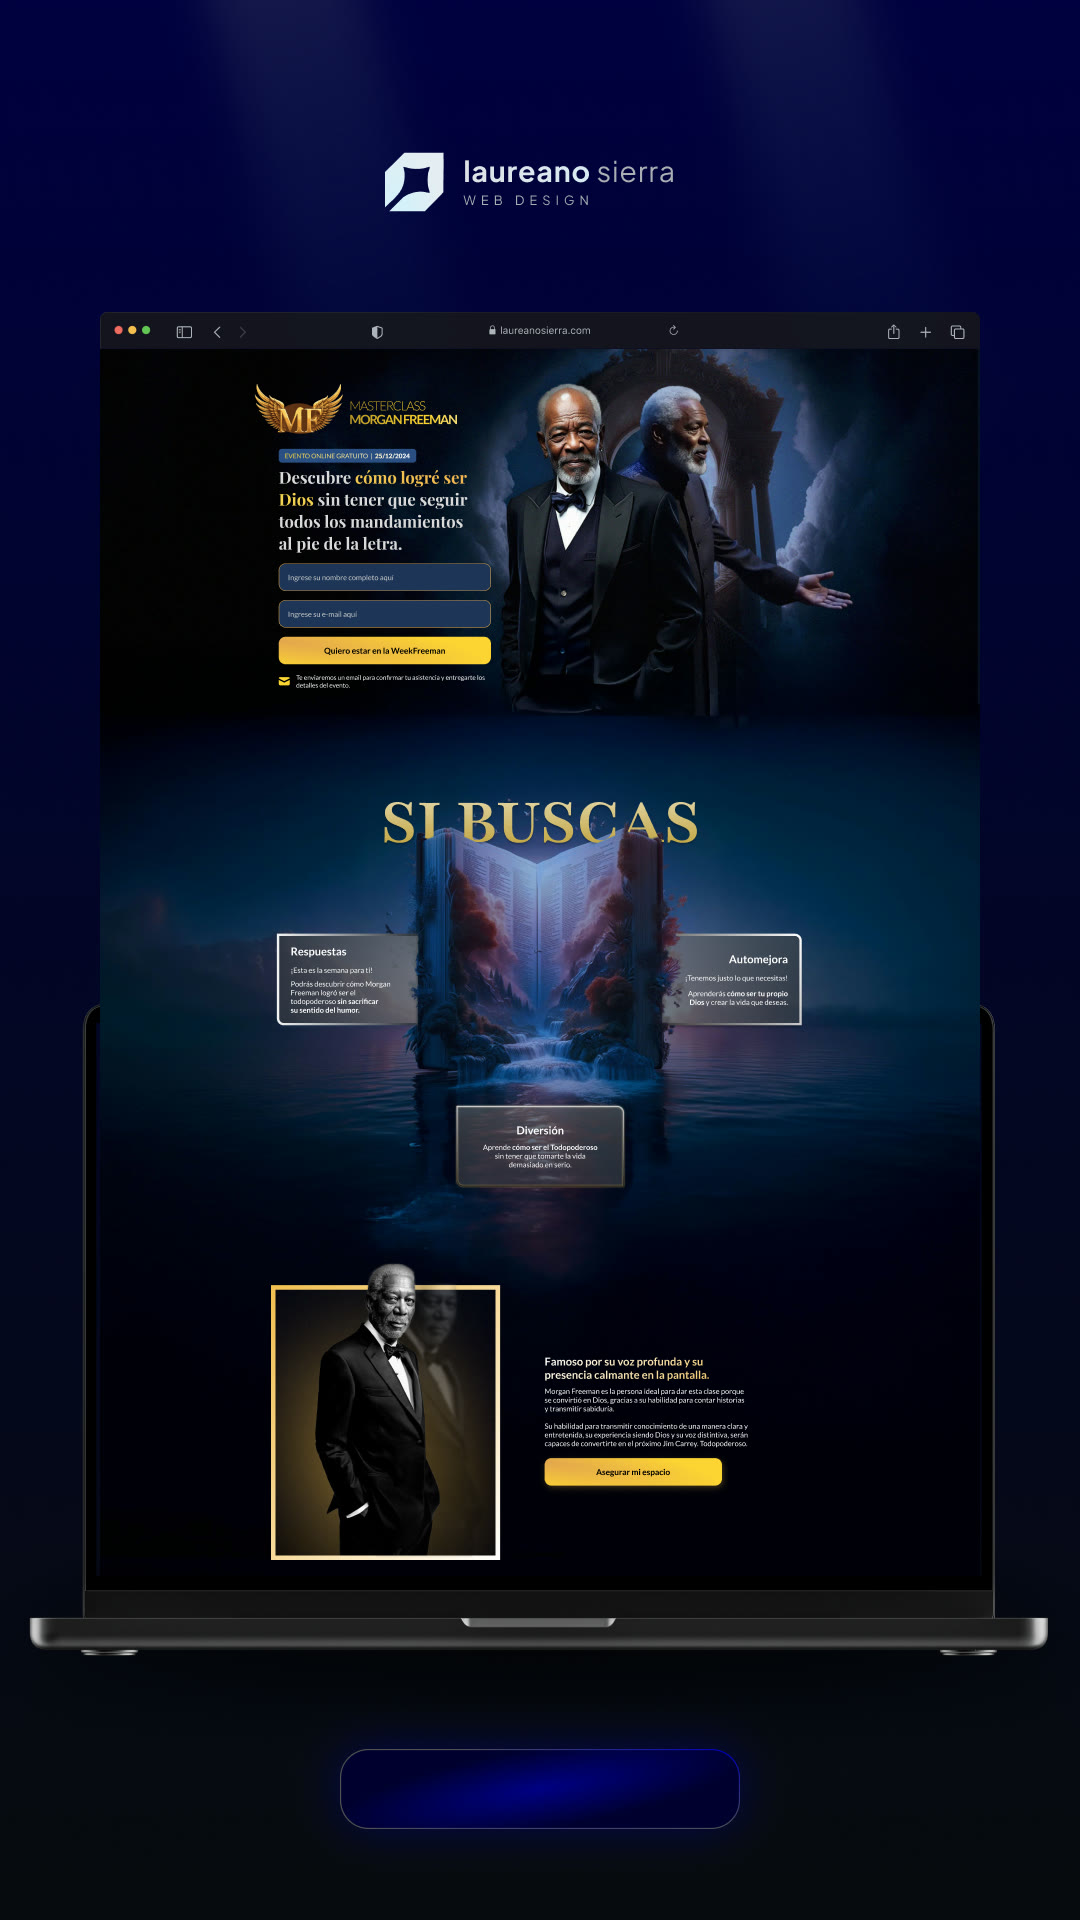 laureano sierra
WEB DESIGN
laureanosierra.com
MF
MASTERCLASS
MORGAN FREEMAN
EVENTO ONLINE GRATUITO | 25/12/2024
Descubre cómo logré ser
Dios sin tener que seguir
todos los mandamientos
al pie de la letra.
Ingrese su nombre completo aquí
Ingrese su e-mail aquí
Quiero estar en la WeekFreeman
Te enviaremos un email para confirmar tu asistencia y entregarte los
detalles del evento.
SI BUSCAS
Respuestas
¡Esta es la semana para ti!
Podrás descubrir cómo Morgan
Freeman logró ser el
todopoderoso sin sacrificar
su sentido del humor.
Automejora
¡Tenemos justo lo que necesitas!
Aprenderás cómo ser tu propio
Dios y crear la vida que deseas.
Diversión
Aprende cómo ser el Todopoderoso
sin tener que tomarte la vida
demasiado en serio.
Famoso por su voz profunda y su
presencia calmante en la pantalla.
Morgan Freeman es la persona ideal para dar esta clase porque
se convirtió en Dios, gracias a su habilidad para contar historias
y transmitir sabiduría.
Su habilidad para transmitir conocimiento de una manera clara y
entretenida, su experiencia siendo Dios y su voz distintiva, serán
capaces de convertirte en el próximo Jim Carrey. Todopoderoso.
Asegurar mi espacio